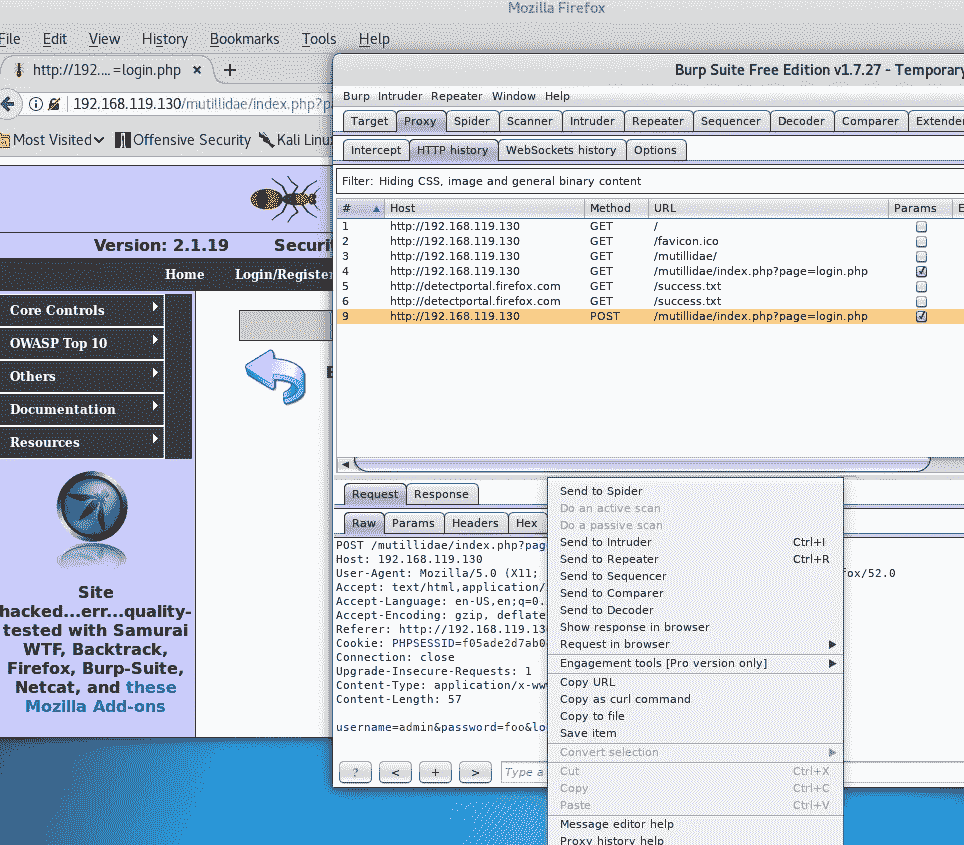 Mozilla Firefox
File Edit View History Bookmarks Tools Help
http://192.... =login.php × +
192.168.119.130/mutillidae/index.php?p
Most Visited Offensive Security Kali Linu
Version: 2.1.19 Securi
Home Login/Register
Core Controls
OWASP Top 10
Others
Documentation
Resources
Site
hacked...err...quality-
tested with Samurai
WTF, Backtrack,
Firefox, Burp-Suite,
Netcat, and these
Mozilla Add-ons
Burp Suite Free Edition v1.7.27 - Temporary
Burp Intruder Repeater Window Help
Target Proxy Spider Scanner Intruder Repeater Sequencer Decoder Comparer Extender
Intercept HTTP history WebSockets history Options
Filter: Hiding CSS, image and general binary content
# Host Method URL Params E
1 http://192.168.119.130 GET /
2 http://192.168.119.130 GET /favicon.ico
3 http://192.168.119.130 GET /mutillidae/
4 http://192.168.119.130 GET /mutillidae/index.php?page=login.php
5 http://detectportal.firefox.com GET /success.txt
6 http://detectportal.firefox.com GET /success.txt
9 http://192.168.119.130 POST /mutillidae/index.php?page=login.php
Request Response
Raw Params Headers Hex
POST /mutillidae/index.php?pag
Host: 192.168.119.130
User-Agent: Mozilla/5.0 (X11; fox/52.0
Accept: text/html,application/
Accept-Language: en-US,en;q=0.
Accept-Encoding: gzip, deflate
Referer: http://192.168.119.13
Cookie: PHPSESSID=f05ade2d7ab0
Connection: close
Upgrade-Insecure-Requests: 1
Content-Type: application/x-ww
Content-Length: 57
username=admin&password=foo&lo
? < + > Type a
Send to Spider
Do an active scan
Do a passive scan
Send to Intruder Ctrl+I
Send to Repeater Ctrl+R
Send to Sequencer
Send to Comparer
Send to Decoder
Show response in browser
Request in browser
Engagement tools [Pro version only]
Copy URL
Copy as curl command
Copy to file
Save item
Convert selection
Cut Ctrl+X
Copy Ctrl+C
Paste Ctrl+V
Message editor help
Proxy history help